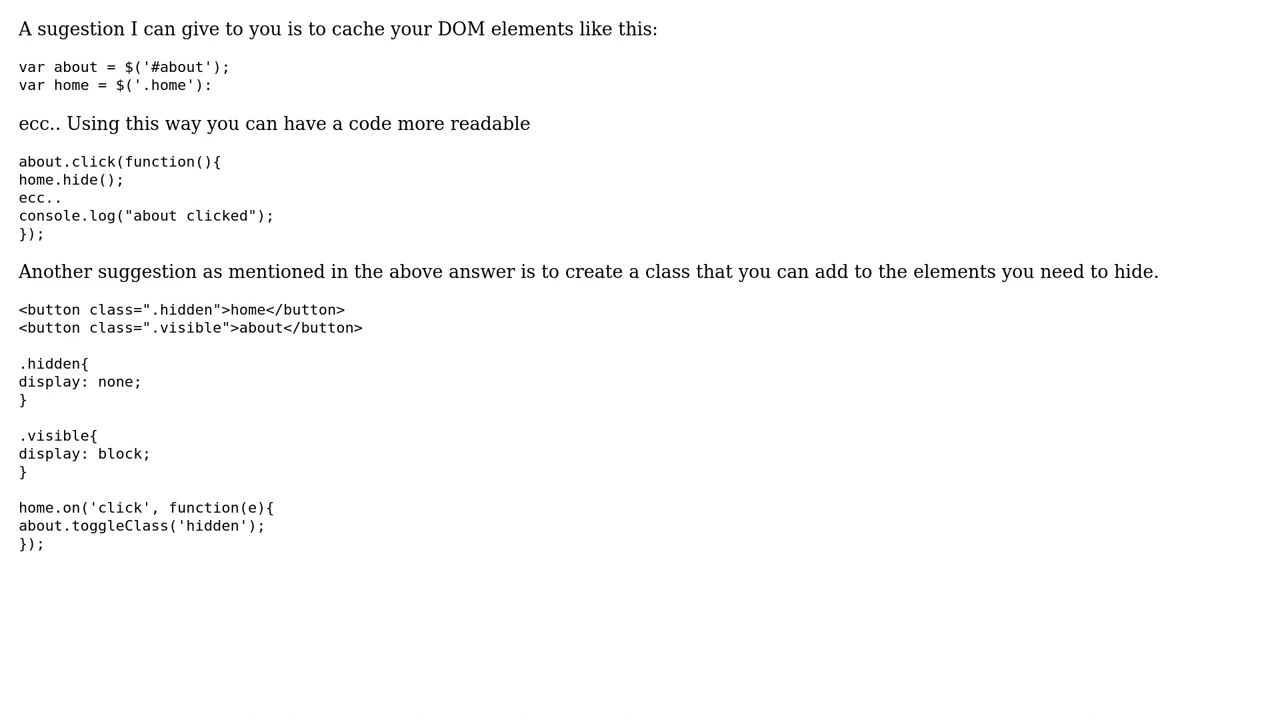 A sugestion I can give to you is to cache your DOM elements like this:
var about = $('#about');
var home = $('.home'):
ecc.. Using this way you can have a code more readable
about.click(function(){
home.hide();
ecc..
console.log("about clicked");
});
Another suggestion as mentioned in the above answer is to create a class that you can add to the elements you need to hide.
<button class=".hidden">home</button>
<button class=".visible">about</button>
.hidden{
display: none;
}
.visible{
display: block;
}
home.on('click', function(e){
about.toggleClass('hidden');
});